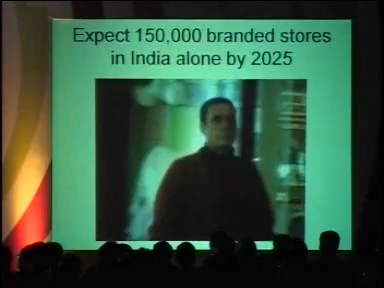 Expect 150,000 branded stores
in India alone by 2025